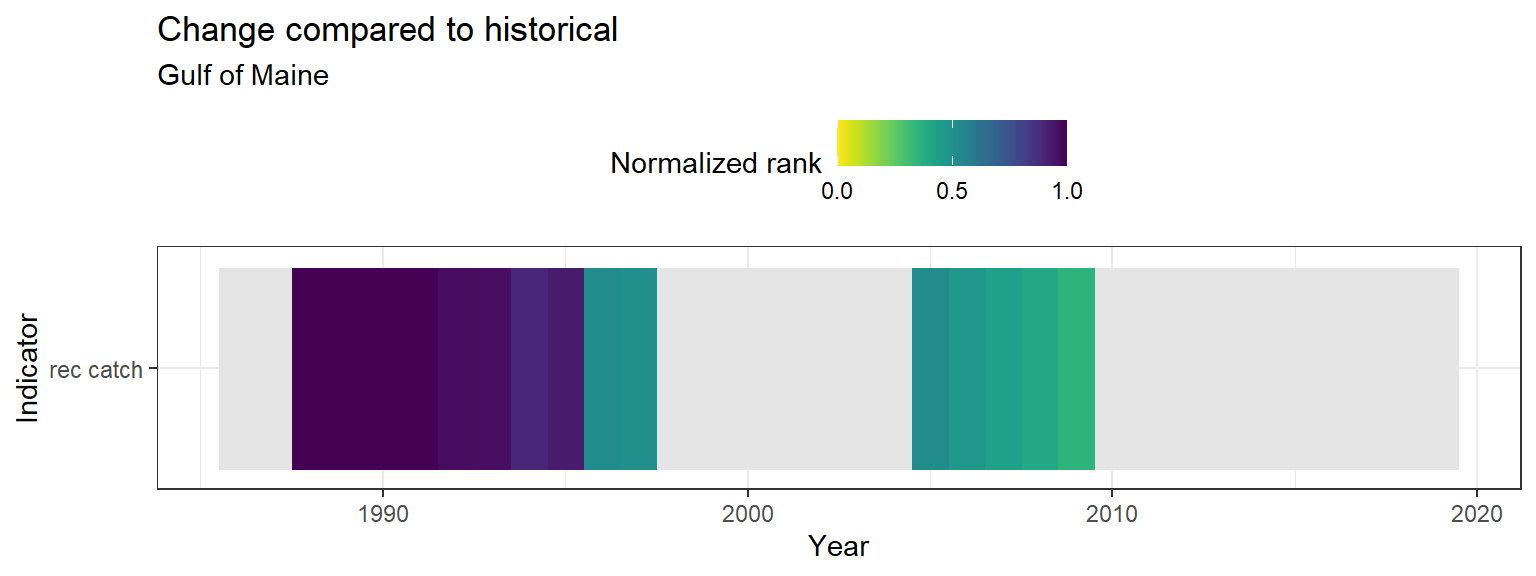 Change compared to historical
Gulf of Maine
Normalized rank
0.0 0.5 1.0
Indicator
rec catch
1990 2000 2010 2020
Year